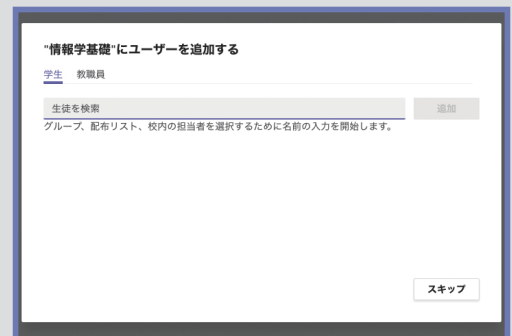 "情報学基礎"にユーザーを追加する
学生 教職員
生徒を検索 追加
グループ、配布リスト、校内の担当者を選択するために名前の入力を開始します。
スキップ